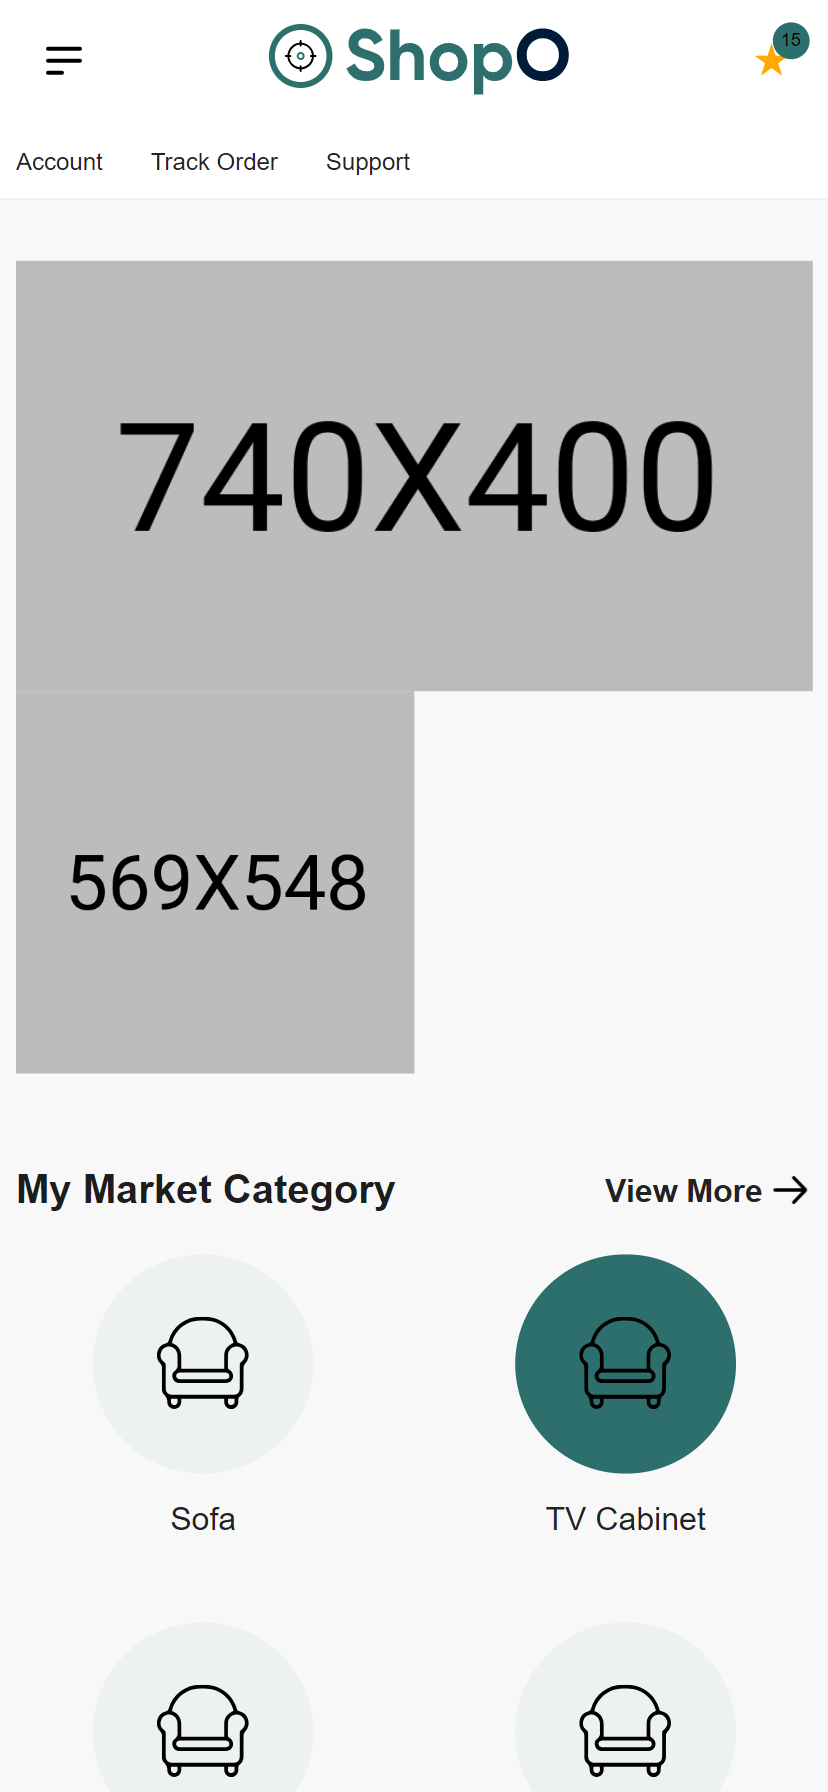 ShopO
15
Account Track Order Support
740X400
569X548
My Market Category View More
Sofa TV Cabinet